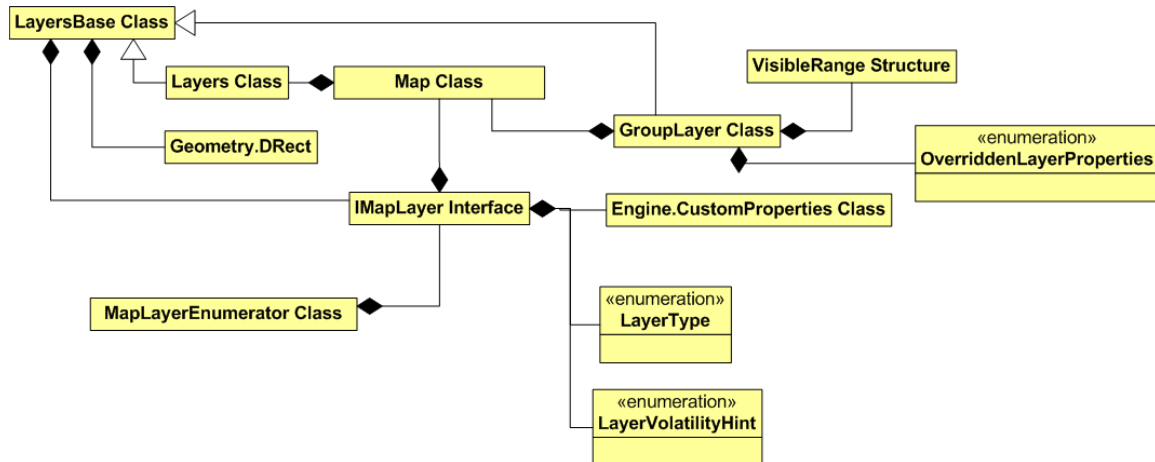 LayersBase Class
Layers Class
Map Class
VisibleRange Structure
GroupLayer Class
Geometry.DRect
«enumeration»
OverriddenLayerProperties
IMapLayer Interface
Engine.CustomProperties Class
MapLayerEnumerator Class
«enumeration»
LayerType
«enumeration»
LayerVolatilityHint